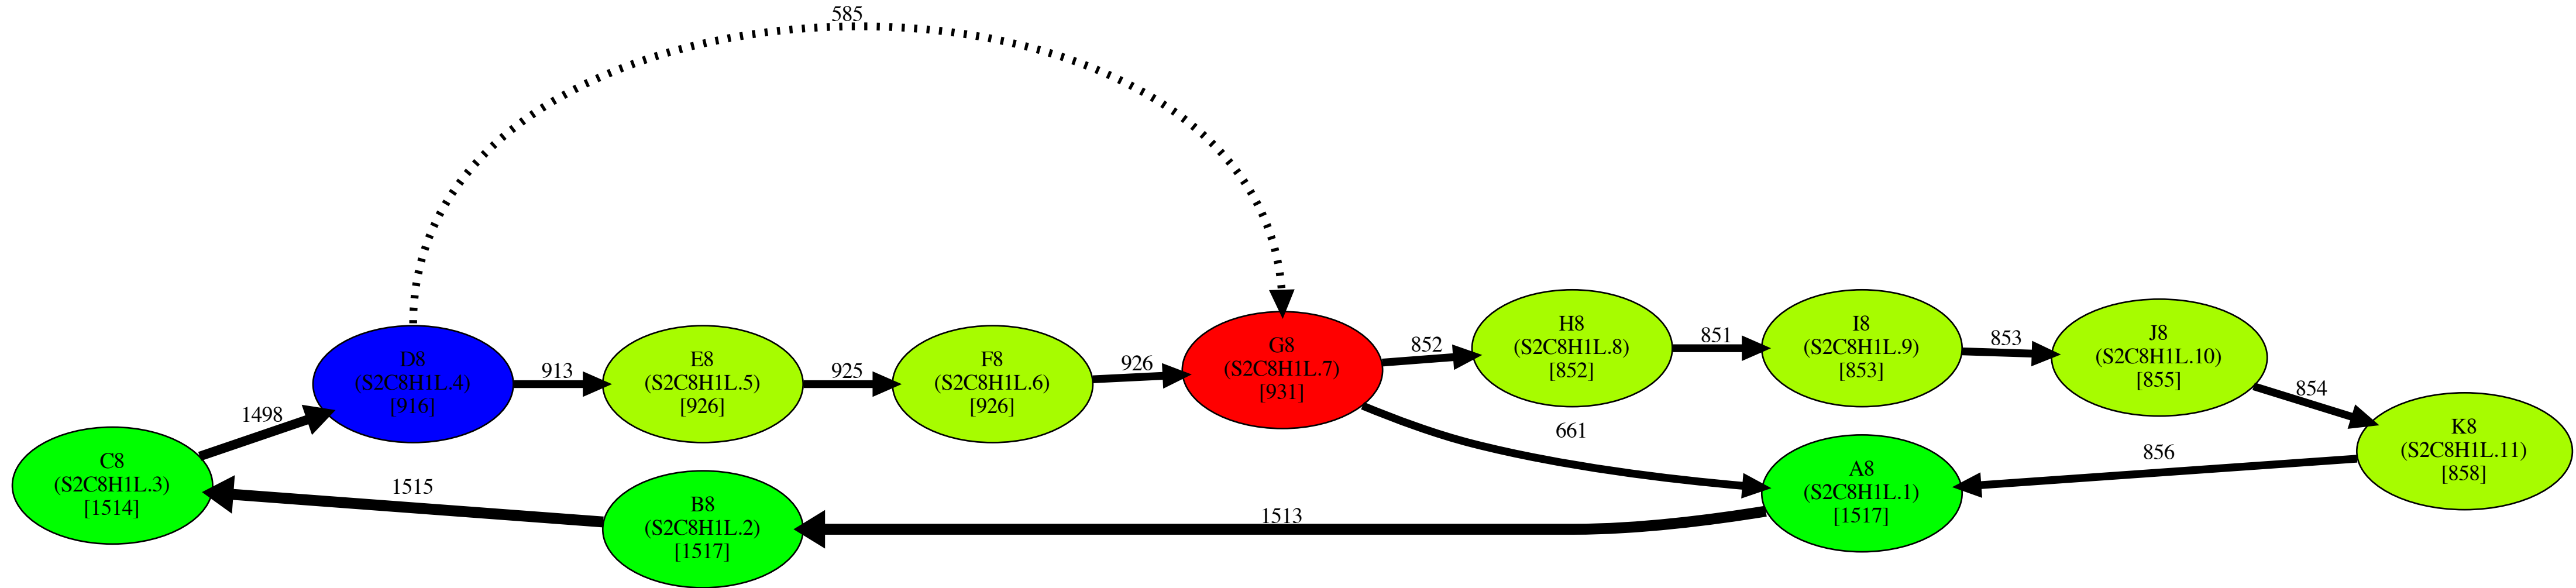 585
D8
(S2C8H1L.4)
[916]
913
E8
(S2C8H1L.5)
[926]
925
F8
(S2C8H1L.6)
[926]
926
G8
(S2C8H1L.7)
[931]
852
H8
(S2C8H1L.8)
[852]
851
I8
(S2C8H1L.9)
[853]
853
J8
(S2C8H1L.10)
[855]
854
K8
(S2C8H1L.11)
[858]
1498
C8
(S2C8H1L.3)
[1514]
1515
B8
(S2C8H1L.2)
[1517]
1513
661
A8
(S2C8H1L.1)
[1517]
856